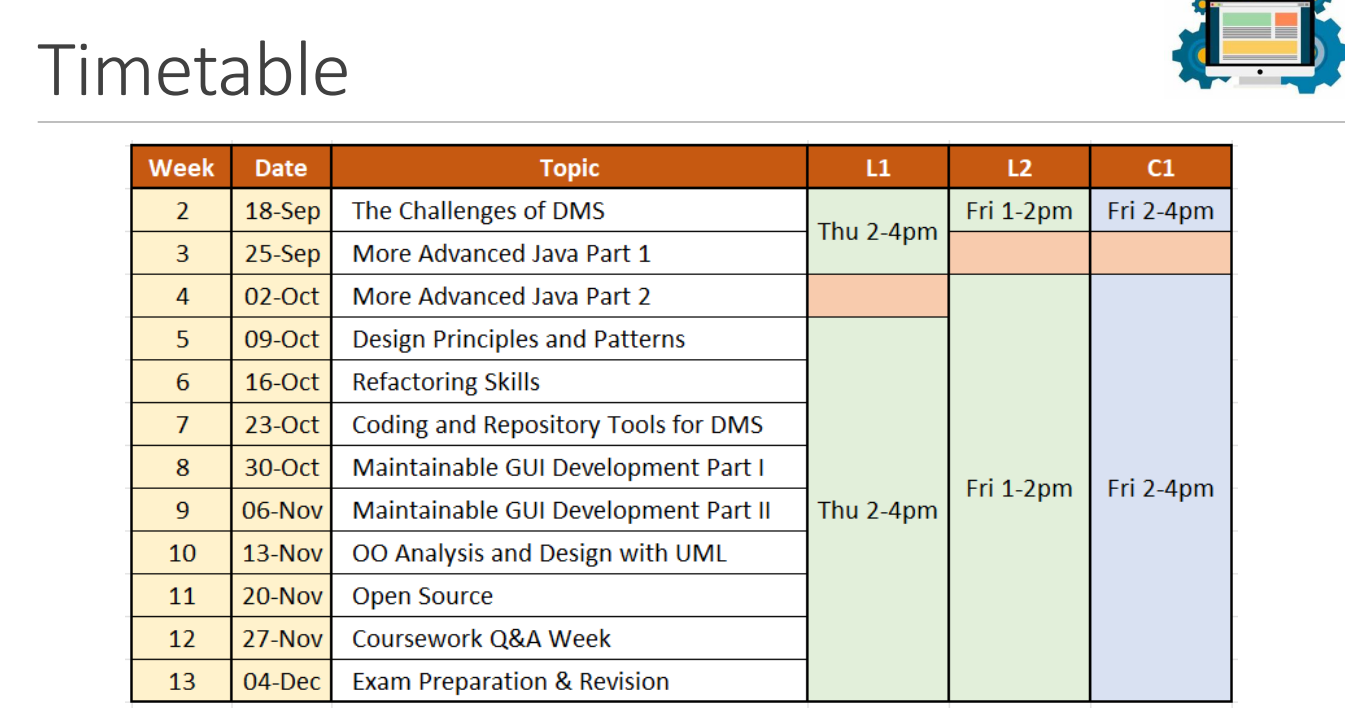 Timetable
Week Date Topic L1 L2 C1
2 18-Sep The Challenges of DMS Thu 2-4pm Fri 1-2pm Fri 2-4pm
3 25-Sep More Advanced Java Part 1
4 02-Oct More Advanced Java Part 2
5 09-Oct Design Principles and Patterns
6 16-Oct Refactoring Skills
7 23-Oct Coding and Repository Tools for DMS
8 30-Oct Maintainable GUI Development Part I
9 06-Nov Maintainable GUI Development Part II Thu 2-4pm Fri 1-2pm Fri 2-4pm
10 13-Nov OO Analysis and Design with UML
11 20-Nov Open Source
12 27-Nov Coursework Q&A Week
13 04-Dec Exam Preparation & Revision